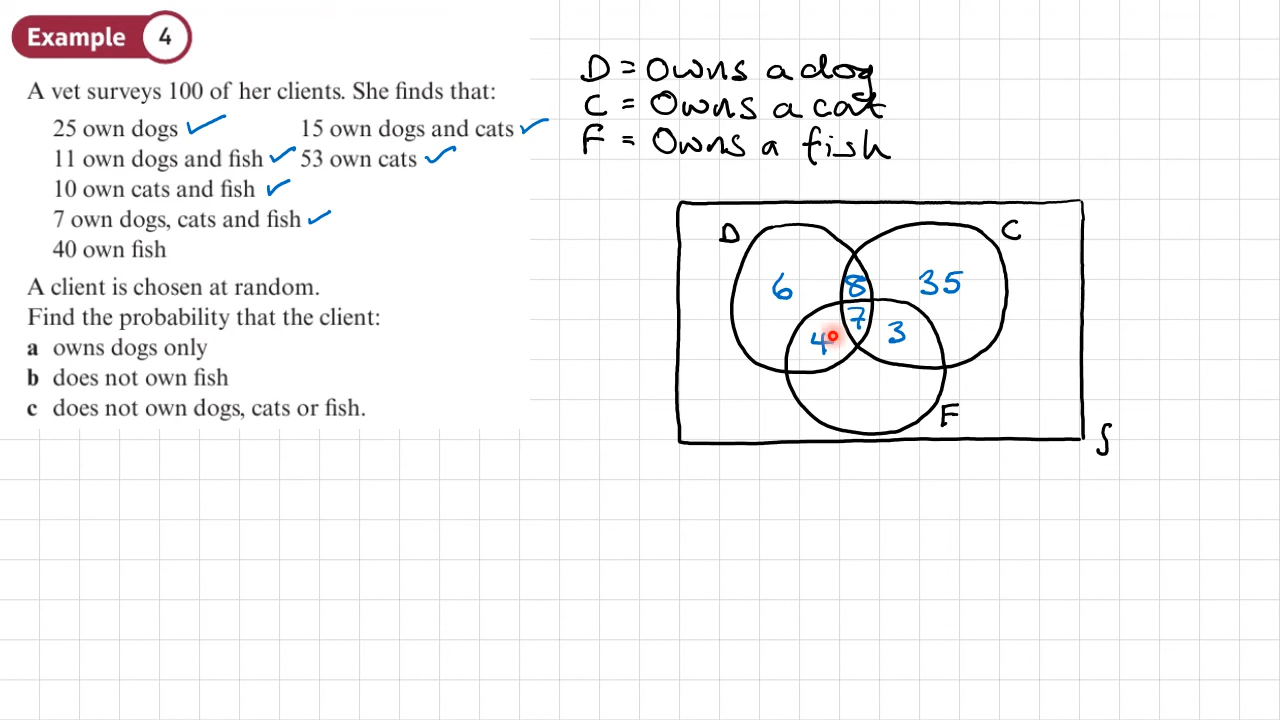 Example 4
A vet surveys 100 of her clients. She finds that:
25 own dogs 15 own dogs and cats
11 own dogs and fish 53 own cats
10 own cats and fish
7 own dogs, cats and fish
40 own fish
A client is chosen at random.
Find the probability that the client:
a owns dogs only
b does not own fish
c does not own dogs, cats or fish.
D = Owns a dog
C = Owns a cat
F = Owns a fish
D C
6 8 35
7
4 3
F
S